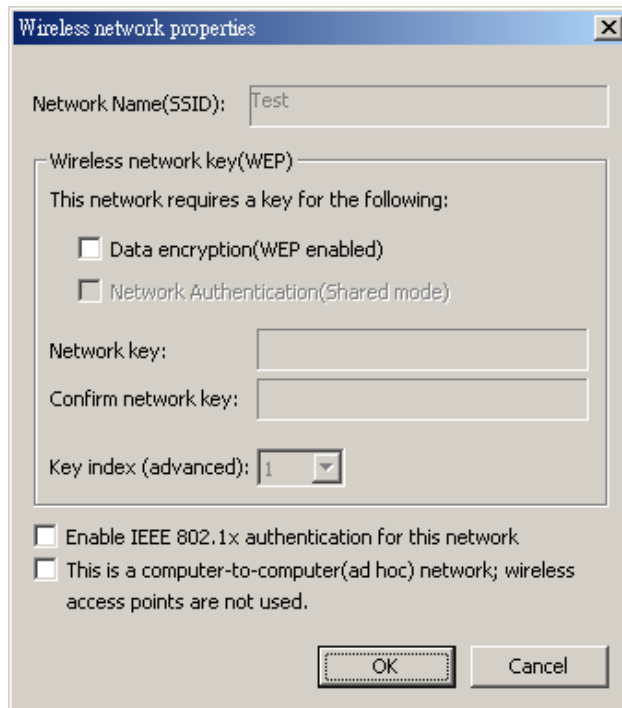 Wireless network properties
Network Name(SSID):
Test
Wireless network key(WEP)
This network requires a key for the following:
Data encryption(WEP enabled)
Network Authentication(Shared mode)
Network key:
Confirm network key:
Key index (advanced):
1
Enable IEEE 802.1x authentication for this network
This is a computer-to-computer(ad hoc) network; wireless
access points are not used.
OK
Cancel